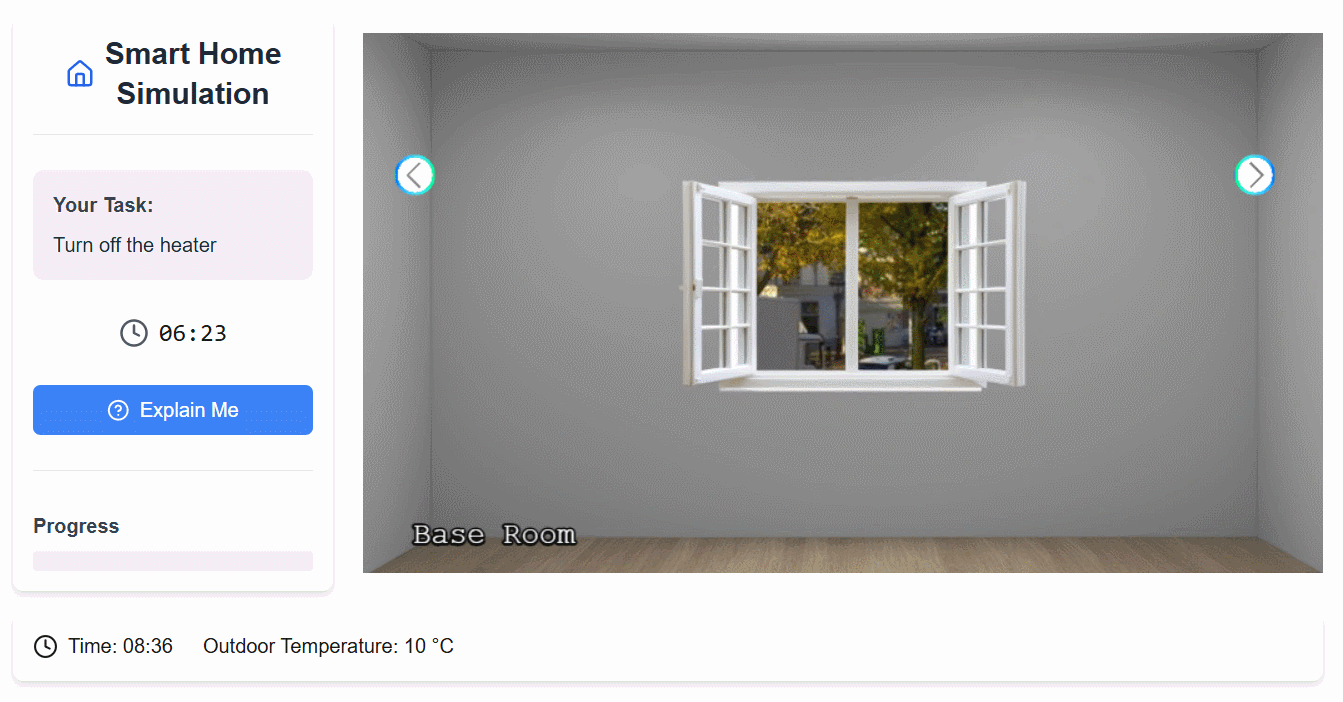 Smart Home
Simulation
Your Task:
Turn off the heater
06:23
Explain Me
Progress
Base Room
Time: 08:36 Outdoor Temperature: 10 °C